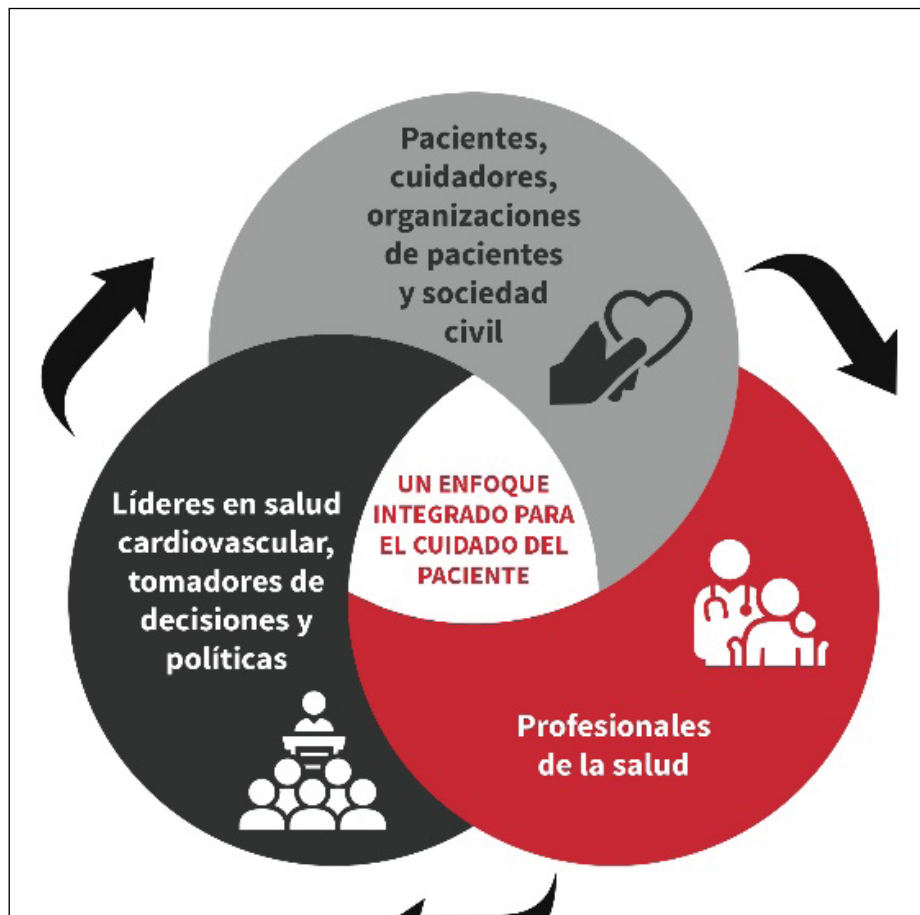 Pacientes,
cuidadores,
organizaciones
de pacientes
y sociedad
civil
UN ENFOQUE
INTEGRADO PARA
EL CUIDADO DEL
PACIENTE
Líderes en salud
cardiovascular,
tomadores de
decisiones y
políticas
Profesionales
de la salud